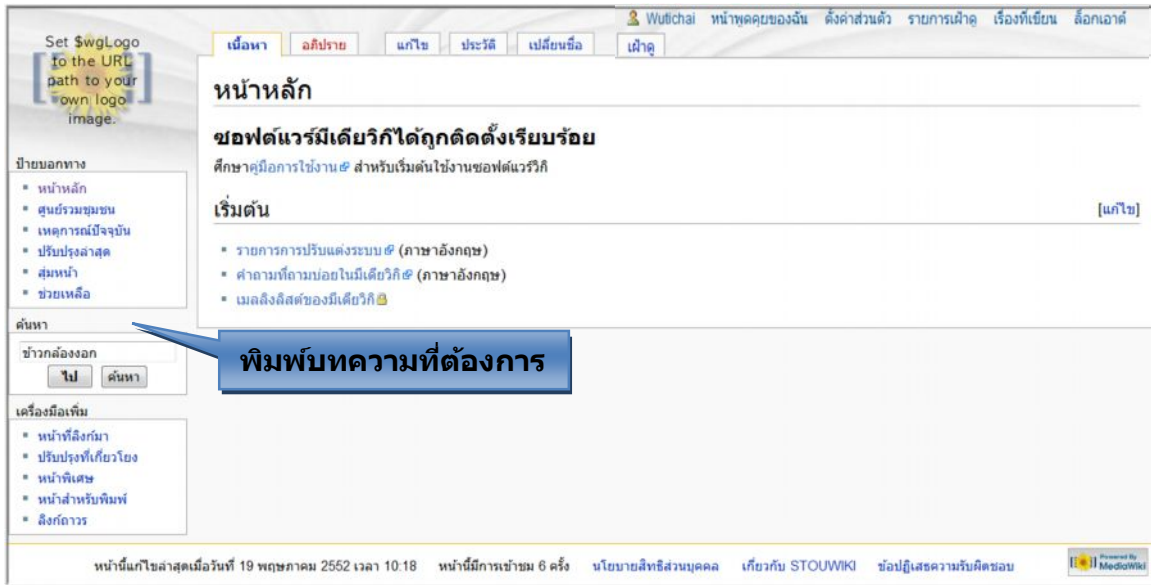 Wutichai หน้าพูดคุยของฉัน ตั้งค่าส่วนตัว รายการเฝ้าดู เรื่องที่เขียน ล็อกเอาต์
Set $wgLogo
to the URL
path to your
own logo
image.
เนื้อหา อภิปราย แก้ไข ประวัติ เปลี่ยนชื่อ เฝ้าดู
หน้าหลัก
ซอฟต์แวร์มีเดียวิกิได้ถูกติดตั้งเรียบร้อย
ศึกษาคู่มือการใช้งาน สำหรับเริ่มต้นใช้งานซอฟต์แวร์วิกิ
เริ่มต้น [แก้ไข]
รายการการปรับแต่งระบบ (ภาษาอังกฤษ)
คำถามที่ถามบ่อยในมีเดียวิกิ (ภาษาอังกฤษ)
เมลลิงลิสต์ของมีเดียวิกิ
ป้ายบอกทาง
หน้าหลัก
ศูนย์รวมชุมชน
เหตุการณ์ปัจจุบัน
ปรับปรุงล่าสุด
สุ่มหน้า
ช่วยเหลือ
ค้นหา
ข้าวกล้องงอก
ไป ค้นหา
พิมพ์บทความที่ต้องการ
เครื่องมือเพิ่ม
หน้าที่ลิงก์มา
ปรับปรุงที่เกี่ยวโยง
หน้าพิเศษ
หน้าสำหรับพิมพ์
ลิงก์ถาวร
หน้านี้แก้ไขล่าสุดเมื่อวันที่ 19 พฤษภาคม 2552 เวลา 10:18 หน้านี้มีการเข้าชม 6 ครั้ง นโยบายสิทธิส่วนบุคคล เกี่ยวกับ STOUWIKI ข้อปฏิเสธความรับผิดชอบ
Powered By
MediaWiki